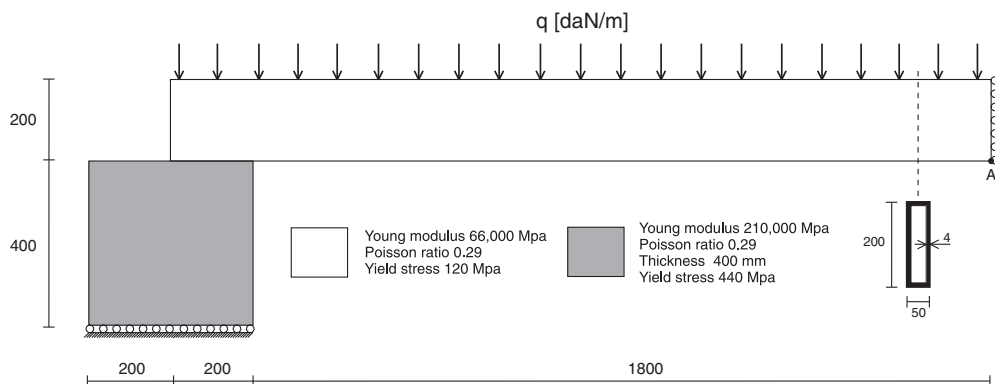 q [daN/m]
200
A
400
Young modulus 66,000 Mpa
Poisson ratio 0.29
Yield stress 120 Mpa
Young modulus 210,000 Mpa
Poisson ratio 0.29
Thickness 400 mm
Yield stress 440 Mpa
200
4
50
200
200
1800